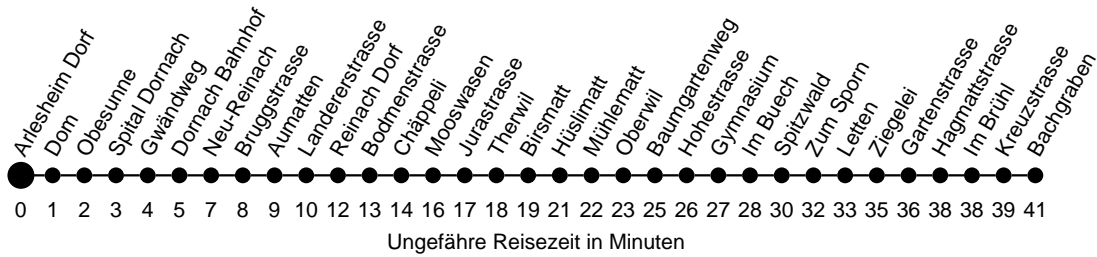 Arlesheim Dorf
Dom
Obesunne
Spital Dornach
Gwändweg
Dornach Bahnhof
Neu-Reinach
Bruggstrasse
Aumatten
Landererstrasse
Reinach Dorf
Bodmenstrasse
Chäppeli
Mooswasen
Jurastrasse
Therwil
Birsmatt
Hüslimatt
Mühlematt
Oberwil
Baumgartenweg
Hohestrasse
Gymnasium
Im Buech
Spitzwald
Zum Sporn
Letten
Ziegelei
Gartenstrasse
Hagmattstrasse
Im Brühl
Kreuzstrasse
Bachgraben
0 1 2 3 4 5 7 8 9 10 12 13 14 16 17 18 19 21 22 23 25 26 27 28 30 32 33 35 36 38 38 39 41
Ungefähre Reisezeit in Minuten